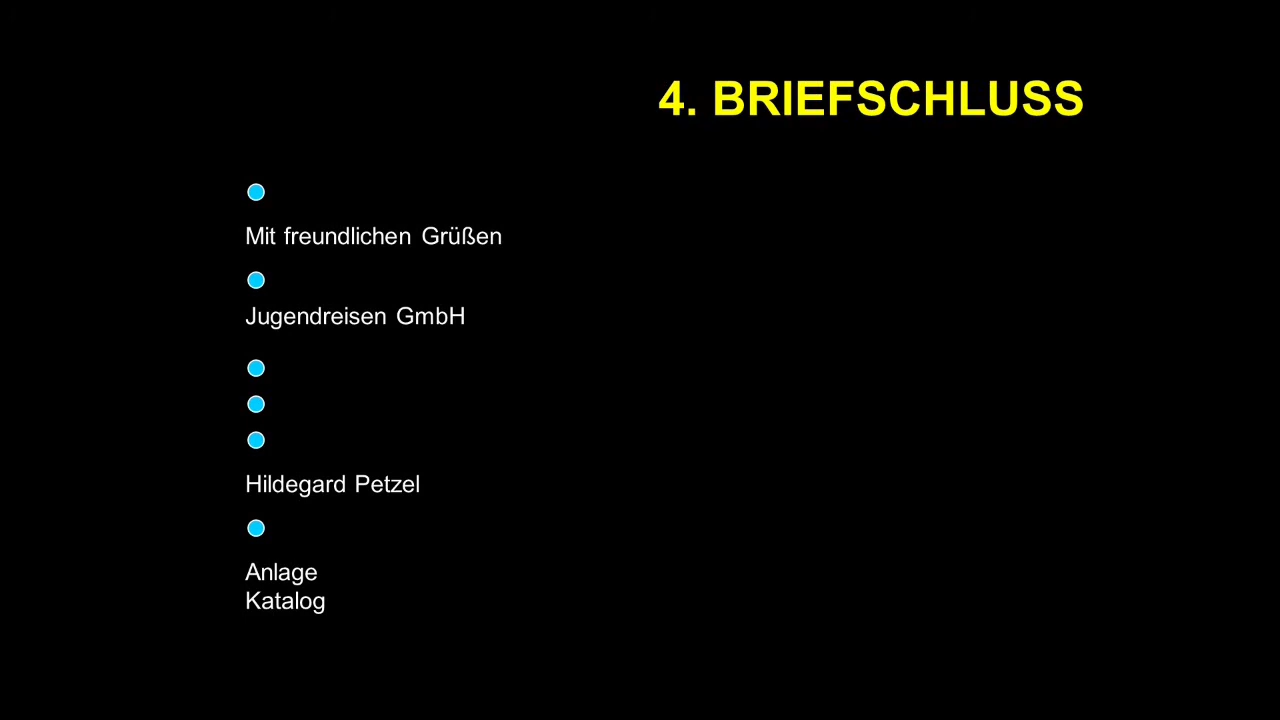 4. BRIEFSCHLUSS
Mit freundlichen Grüßen
Jugendreisen GmbH
Hildegard Petzel
Anlage
Katalog